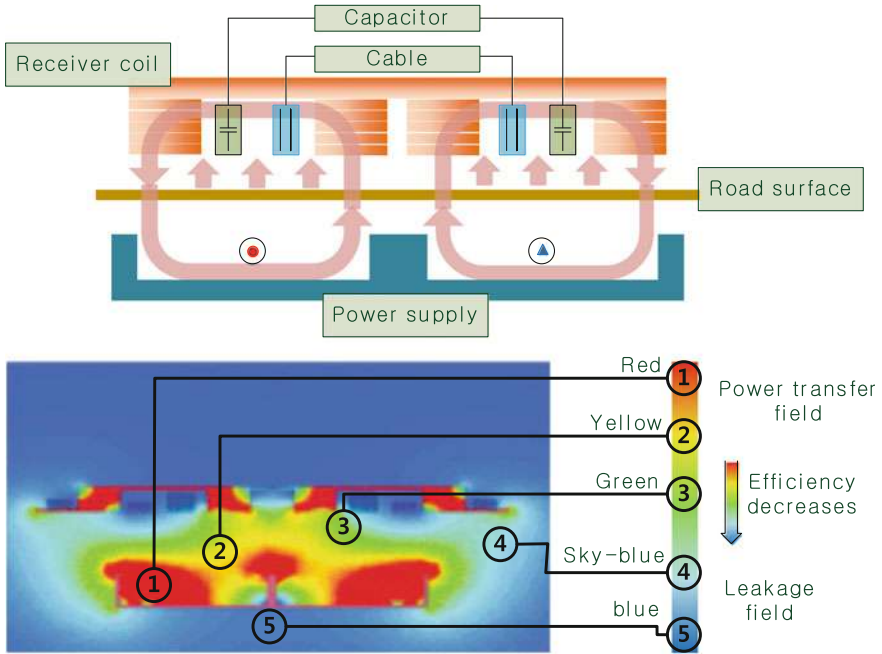 Capacitor
Cable
Receiver coil
Road surface
Power supply
Red
1
Power transfer
field
Yellow
2
Green
3
Efficiency
decreases
3
4
2
Sky-blue
4
1
Leakage
field
blue
5
5